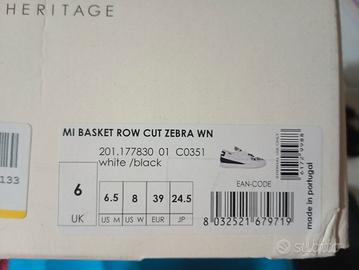 HERITAGE
MI BASKET ROW CUT ZEBRA WN
201.177830 01 C0351
white /black
6
UK
6.5
US M
8
US W
39
EUR
24.5
JP
EAN-CODE
8 032521 679719
made in portugal
133
subito